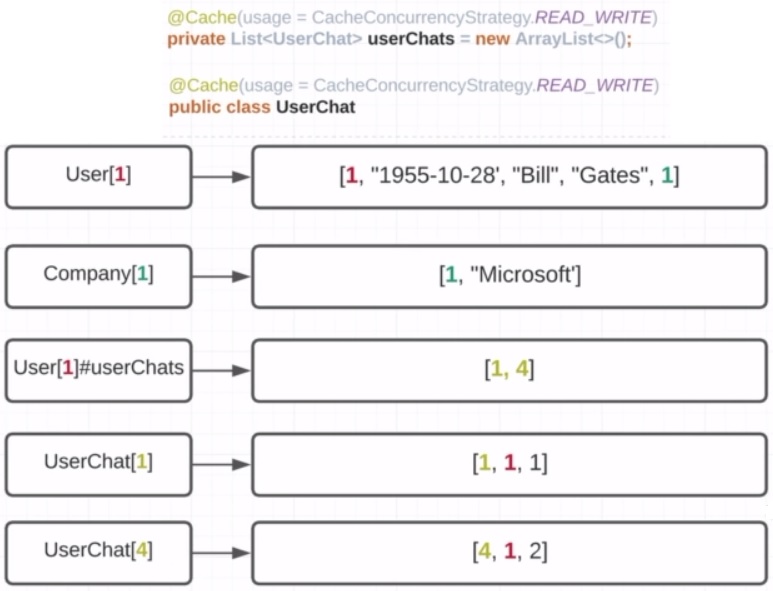 @Cache(usage = CacheConcurrencyStrategy.READ_WRITE)
private List<UserChat> userChats = new ArrayList<>();
@Cache(usage = CacheConcurrencyStrategy.READ_WRITE)
public class UserChat
User[1]
[1, "1955-10-28', "Bill", "Gates", 1]
Company[1]
[1, "Microsoft']
User[1]#userChats
[1, 4]
UserChat[1]
[1, 1, 1]
UserChat[4]
[4, 1, 2]